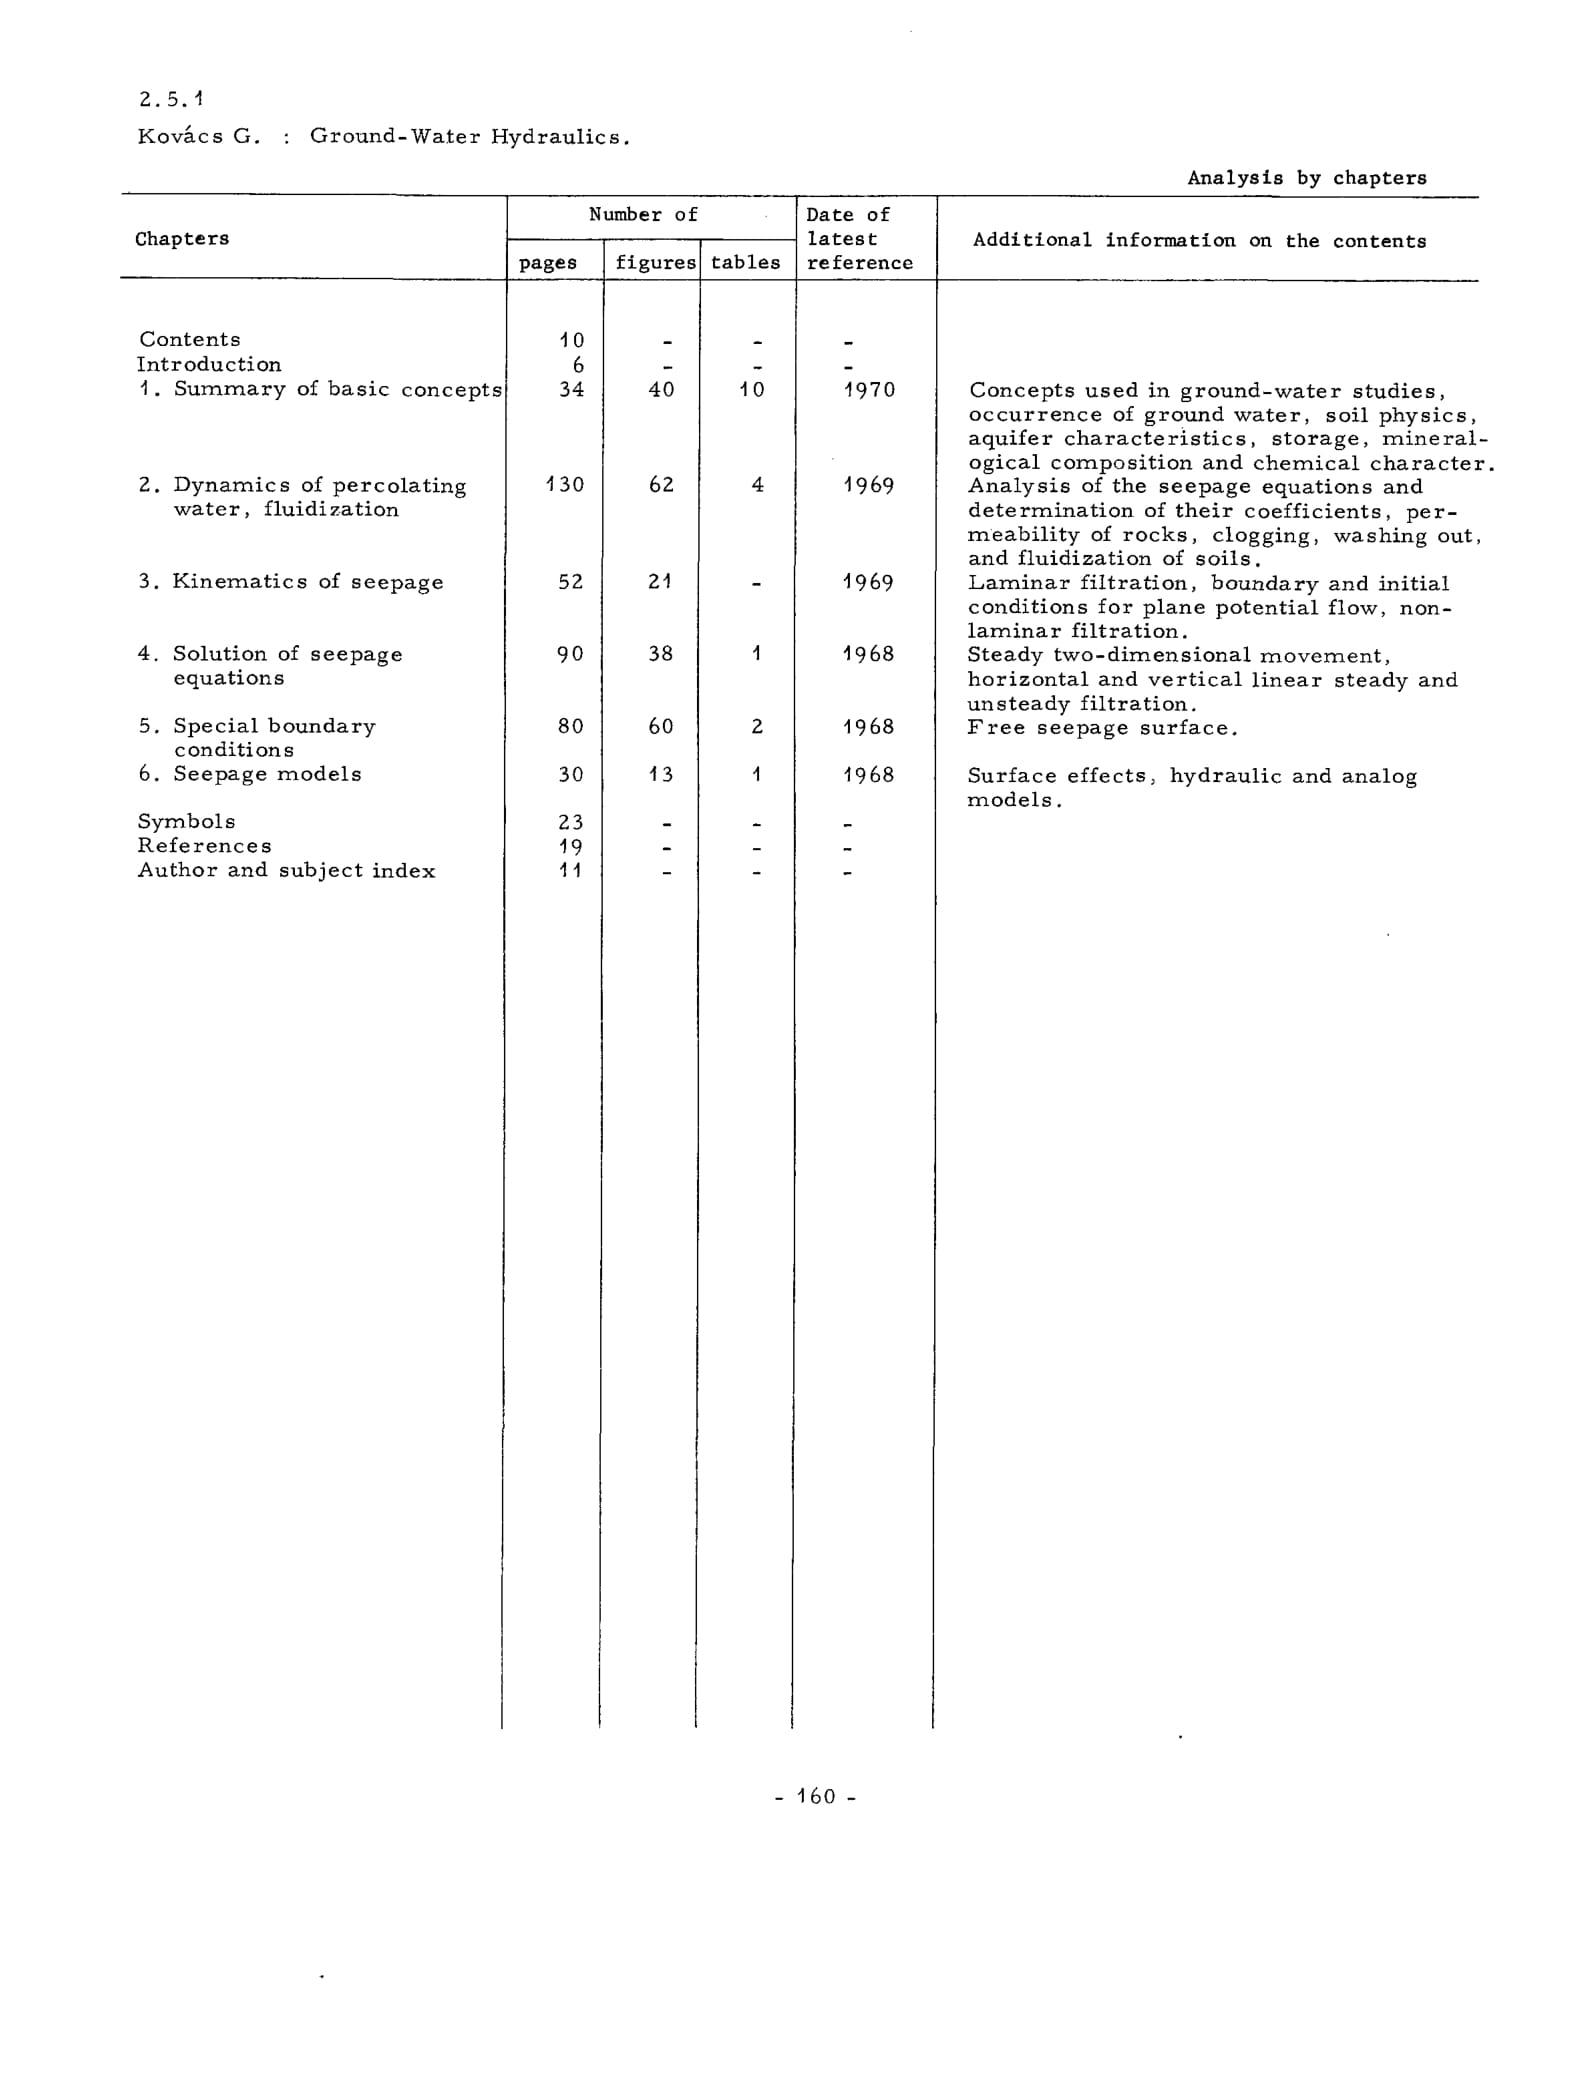 2.5.1
Kovács G. : Ground-Water Hydraulics.
Analysis by chapters
Chapters
Number of
pages figures tables
Date of
latest
reference
Additional information on the contents
Contents 10 - - -
Introduction 6 - - -
1. Summary of basic concepts 34 40 10 1970 Concepts used in ground-water studies,
occurrence of ground water, soil physics,
aquifer characteristics, storage, mineral-
ogical composition and chemical character.
2. Dynamics of percolating 130 62 4 1969 Analysis of the seepage equations and
water, fluidization determination of their coefficients, per-
meability of rocks, clogging, washing out,
and fluidization of soils.
3. Kinematics of seepage 52 21 - 1969 Laminar filtration, boundary and initial
conditions for plane potential flow, non-
laminar filtration.
4. Solution of seepage 90 38 1 1968 Steady two-dimensional movement,
equations horizontal and vertical linear steady and
unsteady filtration.
5. Special boundary 80 60 2 1968 Free seepage surface.
conditions
6. Seepage models 30 13 1 1968 Surface effects, hydraulic and analog
models.
Symbols 23 - - -
References 19 - - -
Author and subject index 11 - - -
- 160 -